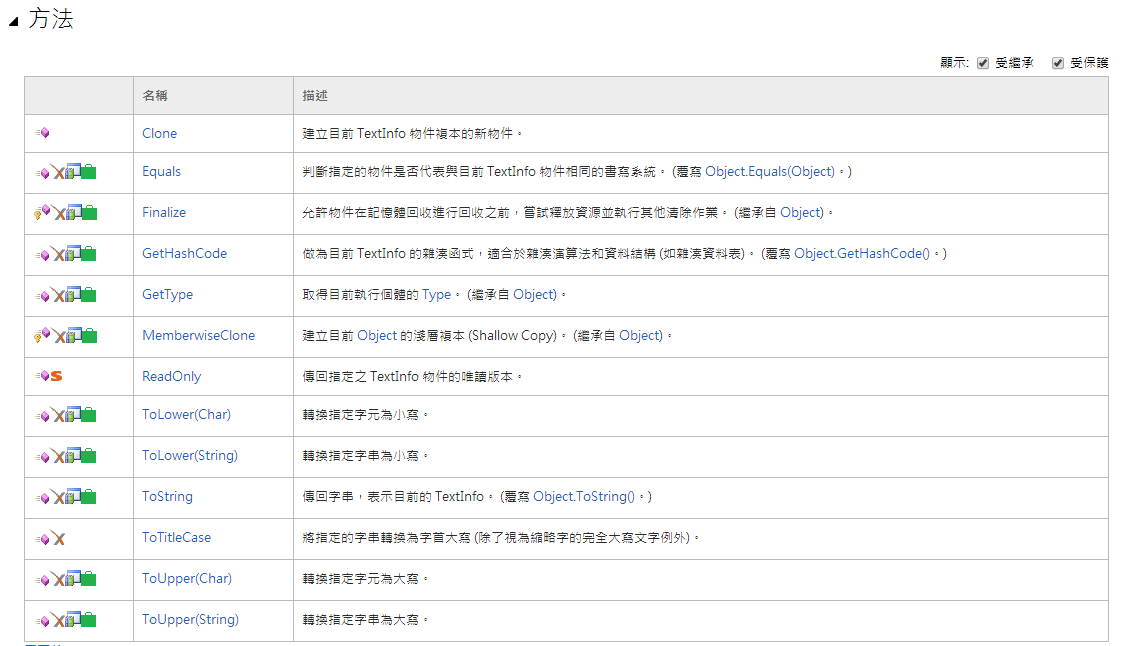 方法
顯示: 受繼承 受保護
名稱 描述
Clone 建立目前 TextInfo 物件複本的新物件。
Equals 判斷指定的物件是否代表與目前 TextInfo 物件相同的書寫系統。 (覆寫 Object.Equals(Object)。)
Finalize 允許物件在記憶體回收進行回收之前，嘗試釋放資源並執行其他清除作業。 (繼承自 Object)。
GetHashCode 做為目前 TextInfo 的雜湊函式，適合於雜湊演算法和資料結構 (如雜湊資料表)。 (覆寫 Object.GetHashCode()。)
GetType 取得目前執行個體的 Type。 (繼承自 Object)。
MemberwiseClone 建立目前 Object 的淺層複本 (Shallow Copy)。 (繼承自 Object)。
ReadOnly 傳回指定之 TextInfo 物件的唯讀版本。
ToLower(Char) 轉換指定字元為小寫。
ToLower(String) 轉換指定字串為小寫。
ToString 傳回字串，表示目前的 TextInfo。 (覆寫 Object.ToString()。)
ToTitleCase 將指定的字串轉換為字首大寫 (除了視為縮略字的完全大寫文字例外)。
ToUpper(Char) 轉換指定字元為大寫。
ToUpper(String) 轉換指定字串為大寫。